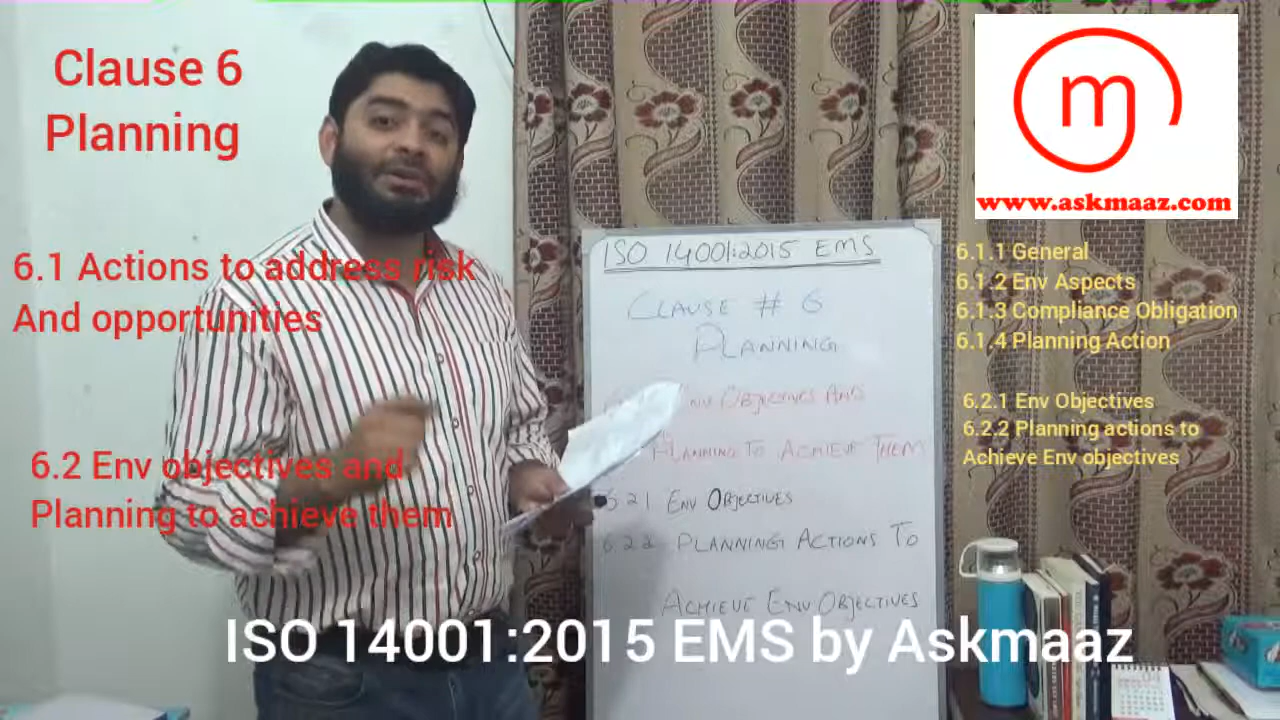 Clause 6
Planning
6.1 Actions to address risk
And opportunities
6.2 Env objectives and
Planning to achieve them
m
www.askmaaz.com
6.1.1 General
6.1.2 Env Aspects
6.1.3 Compliance Obligation
6.1.4 Planning Action
6.2.1 Env Objectives
6.2.2 Planning actions to
Achieve Env objectives
ISO 14001:2015 EMS
CLAUSE # 6
PLANNING
ENV OBJECTIVES AND
PLANNING TO ACHIEVE THEM
6 2 1 ENV OBJECTIVES
6 2 2 PLANNING ACTIONS TO
ACHIEVE ENV OBJECTIVES
ISO 14001:2015 EMS by Askmaaz